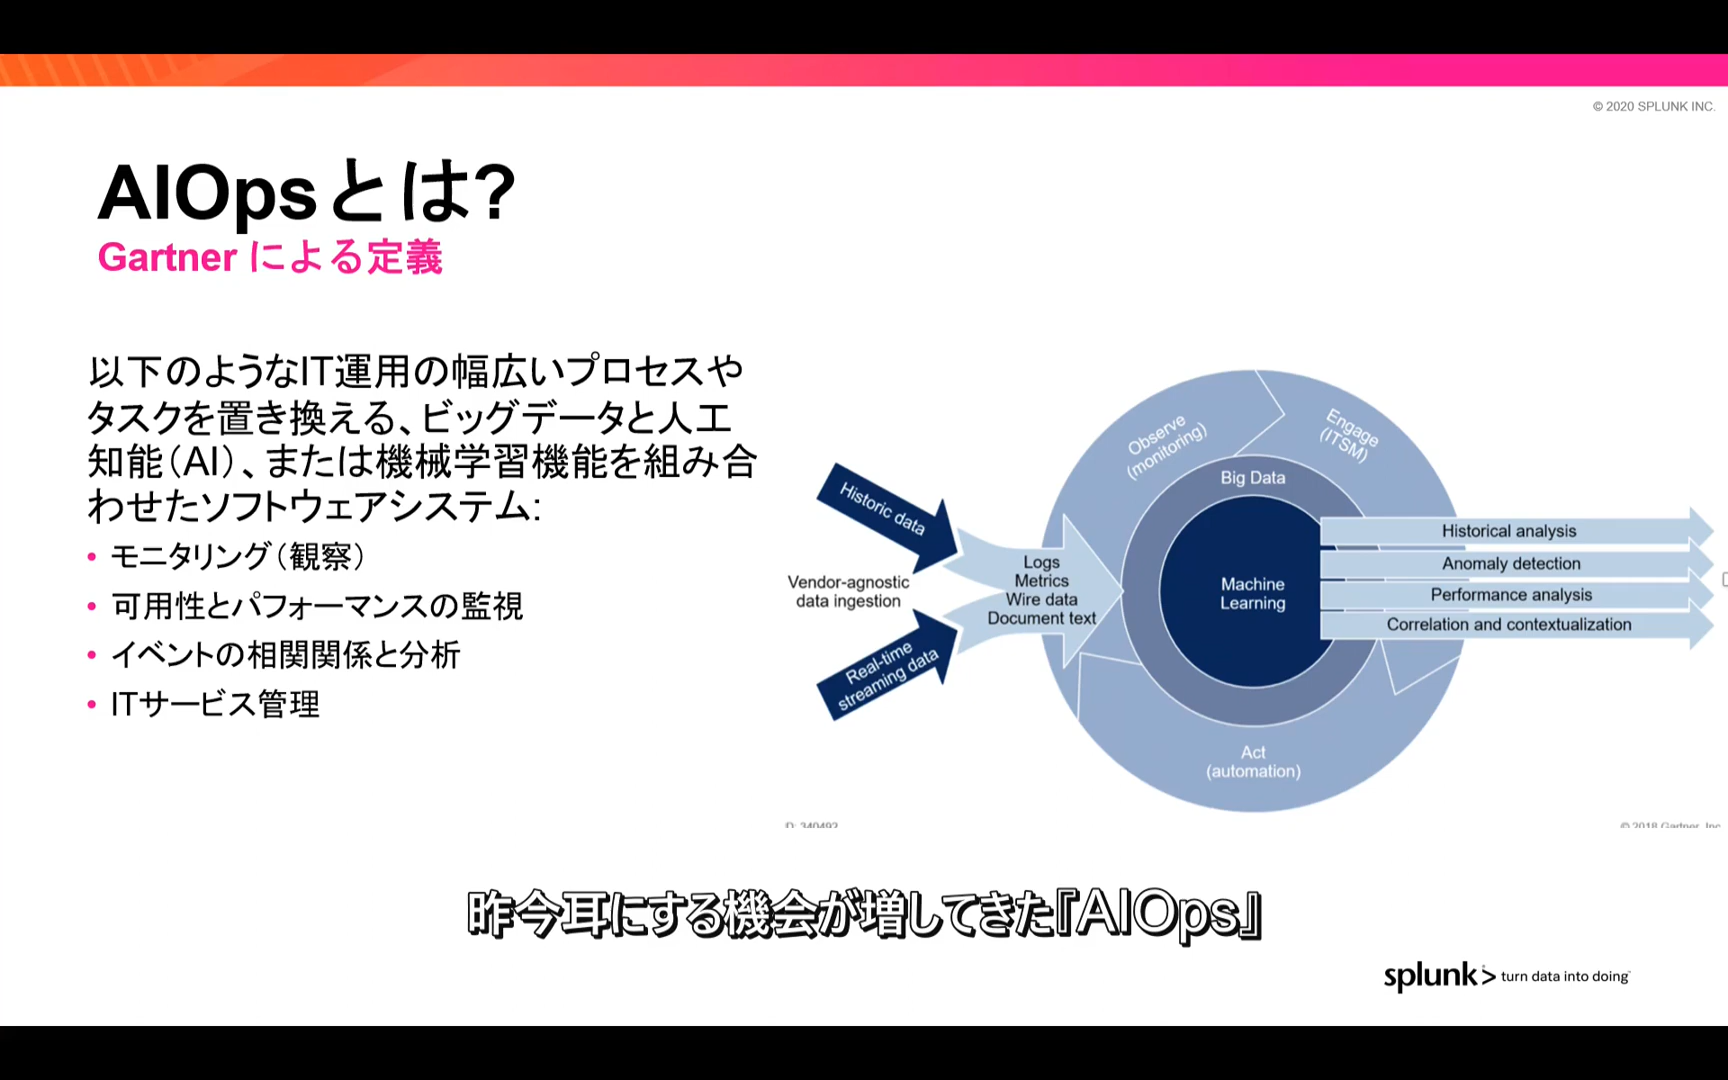 © 2020 SPLUNK INC.
AIOpsとは?
Gartner による定義
以下のようなIT運用の幅広いプロセスや
タスクを置き換える、ビッグデータと人工
知能（AI）、または機械学習機能を組み合
わせたソフトウェアシステム:
• モニタリング（観察）
• 可用性とパフォーマンスの監視
• イベントの相関関係と分析
• ITサービス管理
Historic data
Vendor-agnostic
data ingestion
Real-time
streaming data
Logs
Metrics
Wire data
Document text
Observe
(monitoring)
Engage
(ITSM)
Big Data
Machine
Learning
Act
(automation)
Historical analysis
Anomaly detection
Performance analysis
Correlation and contextualization
ID: 340492
© 2018 Gartner, Inc.
昨今耳にする機会が増してきた『AIOps』
splunk> turn data into doing™